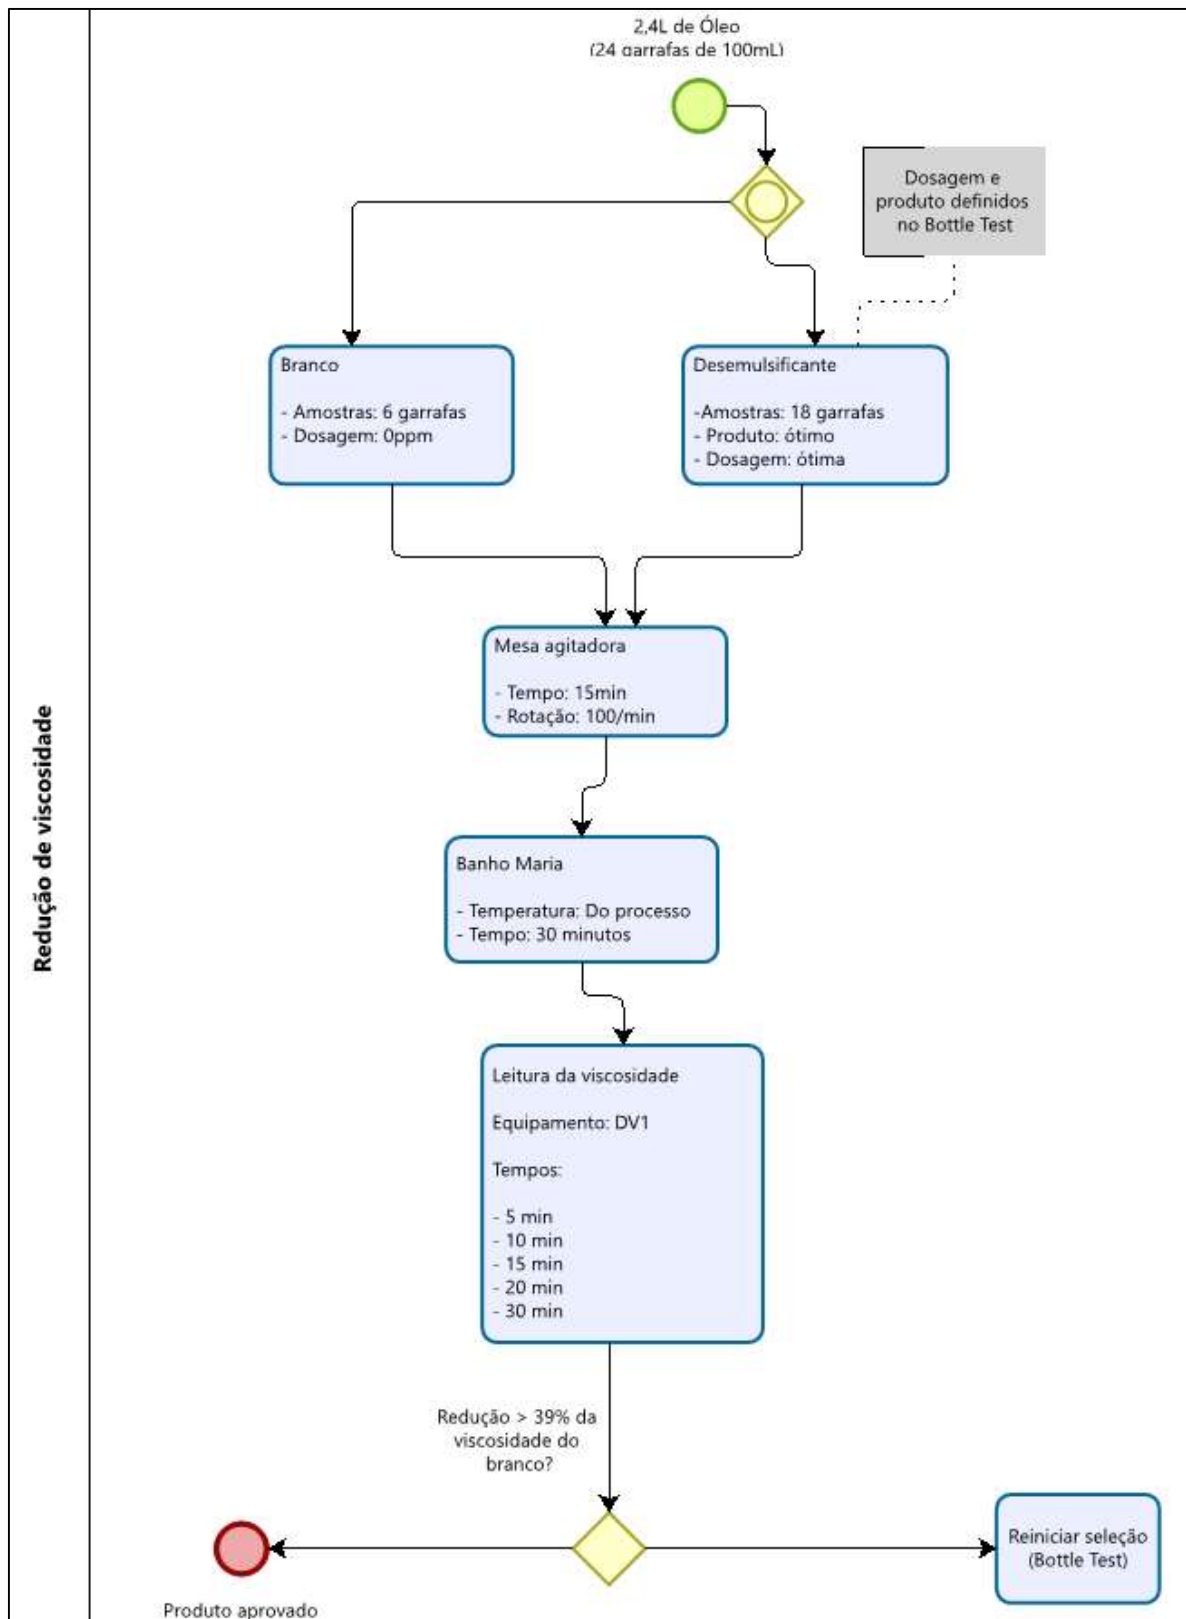 2,4L de Óleo
(24 garrafas de 100mL)
Dosagem e
produto definidos
no Bottle Test
Branco
- Amostras: 6 garrafas
- Dosagem: 0ppm
Desemulsificante
-Amostras: 18 garrafas
- Produto: ótimo
- Dosagem: ótima
Mesa agitadora
- Tempo: 15min
- Rotação: 100/min
Redução de viscosidade
Banho Maria
- Temperatura: Do processo
- Tempo: 30 minutos
Leitura da viscosidade
Equipamento: DV1
Tempos:
- 5 min
- 10 min
- 15 min
- 20 min
- 30 min
Redução > 39% da
viscosidade do
branco?
Reiniciar seleção
(Bottle Test)
Produto aprovado